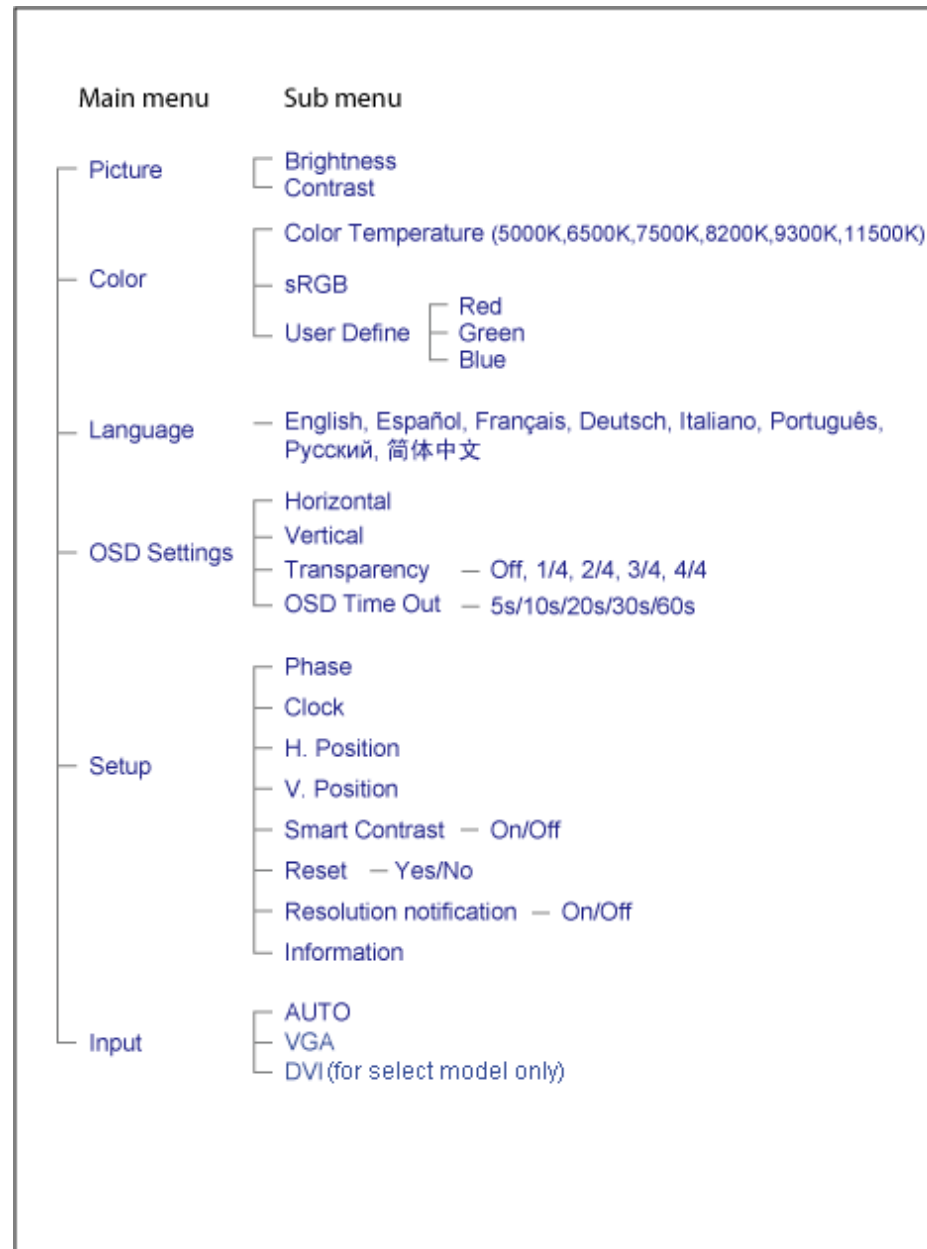 Main menu Sub menu
Picture Brightness
Contrast
Color Temperature (5000K,6500K,7500K,8200K,9300K,11500K)
Color sRGB
Red
User Define Green
Blue
Language English, Español, Français, Deutsch, Italiano, Português,
Русский, 简体中文
Horizontal
Vertical
OSD Settings Transparency Off, 1/4, 2/4, 3/4, 4/4
OSD Time Out 5s/10s/20s/30s/60s
Phase
Clock
H. Position
Setup
V. Position
Smart Contrast On/Off
Reset Yes/No
Resolution notification On/Off
Information
AUTO
Input VGA
DVI(for select model only)